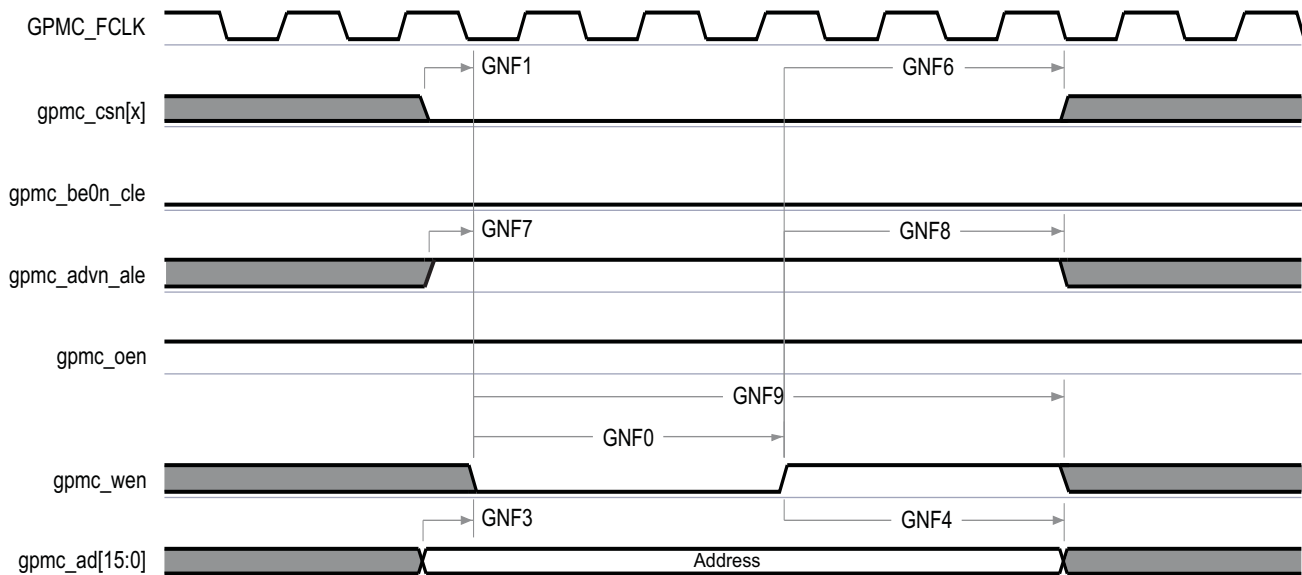 GPMC_FCLK
GNF1
GNF6
gpmc_csn[x]
gpmc_be0n_cle
GNF7
GNF8
gpmc_advn_ale
gpmc_oen
GNF9
GNF0
gpmc_wen
GNF3
GNF4
gpmc_ad[15:0]
Address